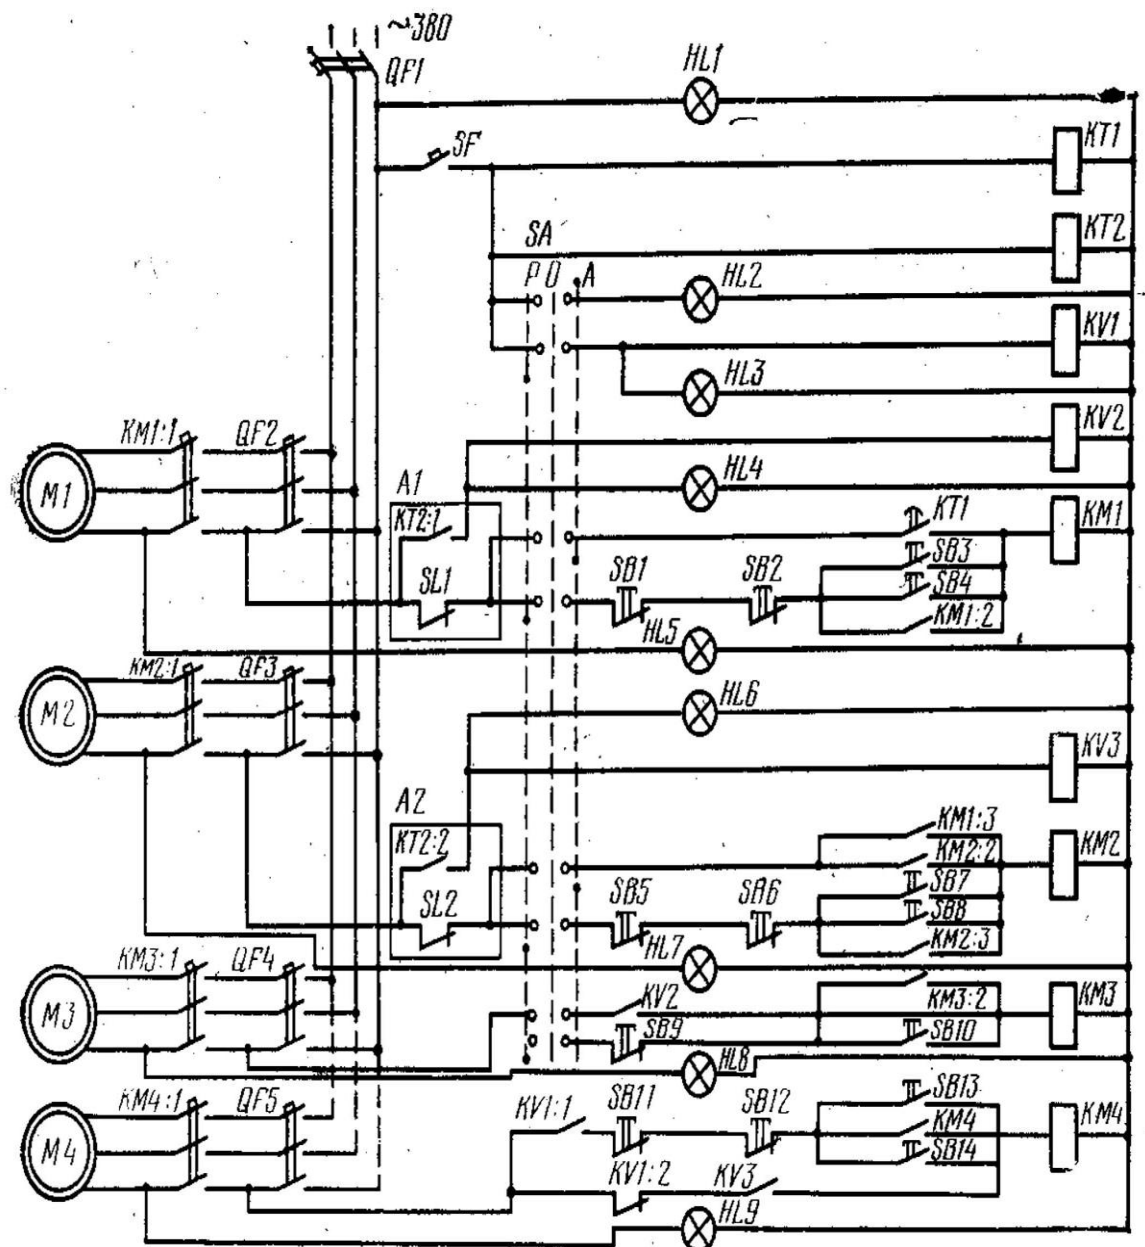 ~380
QF1
HL1
SF
KT1
SA
KT2
P O A
HL2
KV1
HL3
KM1:1
QF2
KV2
M1
A1
HL4
KT2:1
KT1
KM1
SL1
SB1
SB2
SB3
SB4
KM1:2
HL5
KM2:1
QF3
M2
HL6
KV3
A2
KT2:2
KM1:3
KM2:2
KM2
SL2
SB5
SB6
SB7
SB8
KM2:3
HL7
KM3:1
QF4
M3
KV2
KM3:2
KM3
SB9
SB10
HL8
KM4:1
QF5
KV1:1
SB11
SB12
SB13
KM4
KM4
M4
SB14
KV1:2
KV3
HL9